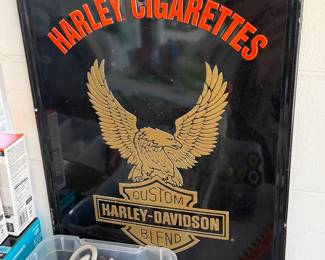 HARLEY CIGARETTES
CUSTOM
HARLEY-DAVIDSON
BLEND